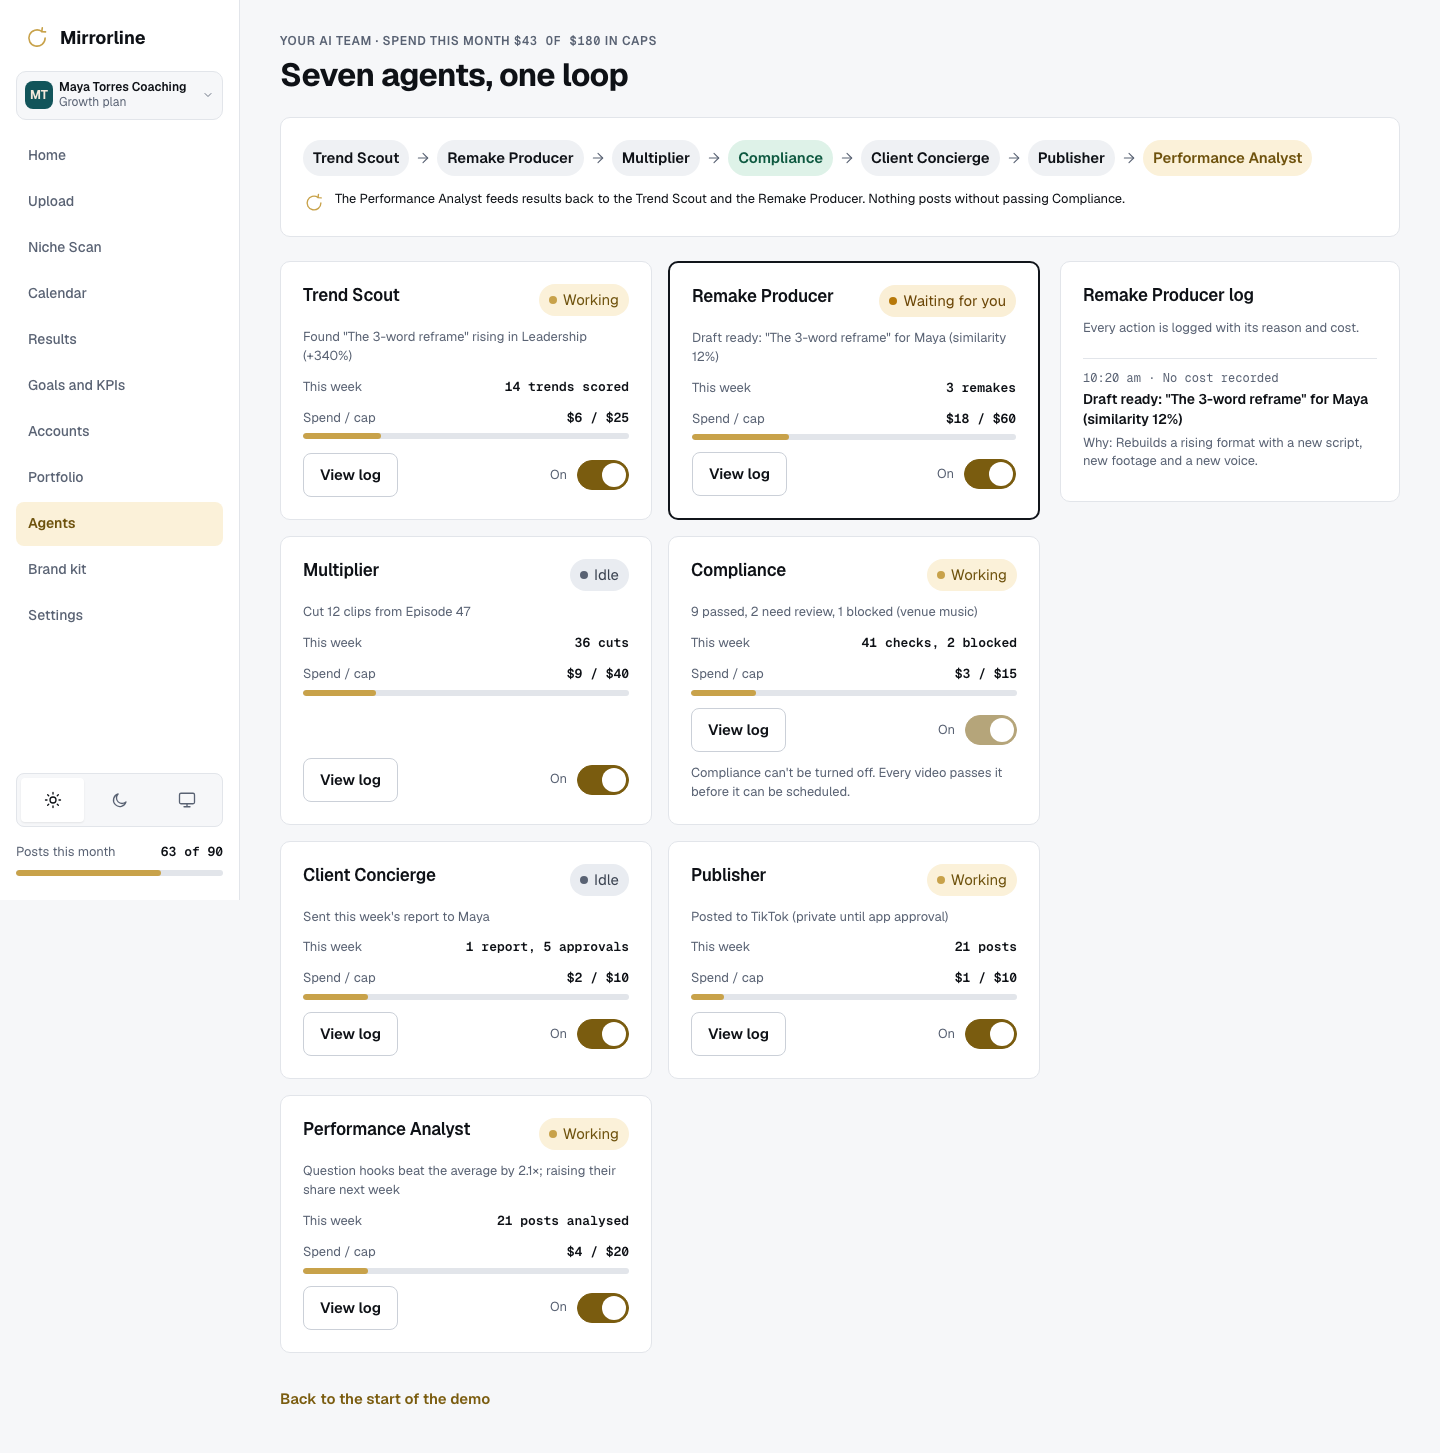 Mirrorline
MT
Maya Torres Coaching
Growth plan
Home
Upload
Niche Scan
Calendar
Results
Goals and KPIs
Accounts
Portfolio
Agents
Brand kit
Settings
Posts this month
63 of 90
YOUR AI TEAM · SPEND THIS MONTH $43 OF $180 IN CAPS
Seven agents, one loop
Trend Scout → Remake Producer → Multiplier → Compliance → Client Concierge → Publisher → Performance Analyst
The Performance Analyst feeds results back to the Trend Scout and the Remake Producer. Nothing posts without passing Compliance.
Trend Scout
Working
Found "The 3-word reframe" rising in Leadership
(+340%)
This week
14 trends scored
Spend / cap
$6 / $25
View log
On
Remake Producer
Waiting for you
Draft ready: "The 3-word reframe" for Maya (similarity
12%)
This week
3 remakes
Spend / cap
$18 / $60
View log
On
Remake Producer log
Every action is logged with its reason and cost.
10:20 am · No cost recorded
Draft ready: "The 3-word reframe" for Maya
(similarity 12%)
Why: Rebuilds a rising format with a new script,
new footage and a new voice.
Multiplier
Idle
Cut 12 clips from Episode 47
This week
36 cuts
Spend / cap
$9 / $40
View log
On
Compliance
Working
9 passed, 2 need review, 1 blocked (venue music)
This week
41 checks, 2 blocked
Spend / cap
$3 / $15
View log
On
Compliance can't be turned off. Every video passes it
before it can be scheduled.
Client Concierge
Idle
Sent this week's report to Maya
This week
1 report, 5 approvals
Spend / cap
$2 / $10
View log
On
Publisher
Working
Posted to TikTok (private until app approval)
This week
21 posts
Spend / cap
$1 / $10
View log
On
Performance Analyst
Working
Question hooks beat the average by 2.1×; raising their
share next week
This week
21 posts analysed
Spend / cap
$4 / $20
View log
On
Back to the start of the demo